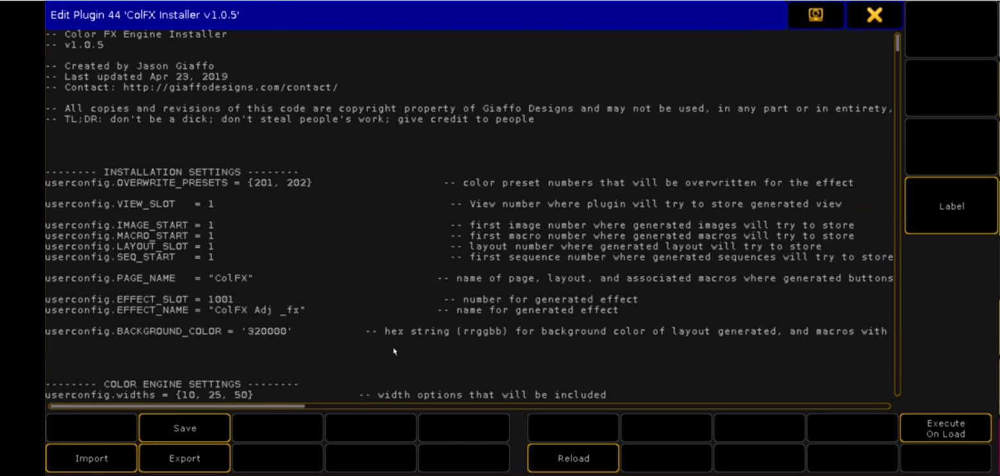 Edit Plugin 44 'ColFX Installer v1.0.5'
-- Color FX Engine Installer
-- v1.0.5
-- Created by Jason Giaffo
-- Last updated Apr 23, 2019
-- Contact: http://giaffodesigns.com/contact/
-- All copies and revisions of this code are copyright property of Giaffo Designs and may not be used, in any part or in entirety,
-- TL;DR: don't be a dick; don't steal people's work; give credit to people
-------- INSTALLATION SETTINGS --------
userconfig.OVERWRITE_PRESETS = {201, 202} -- color preset numbers that will be overwritten for the effect
userconfig.VIEW_SLOT = 1 -- View number where plugin will try to store generated view
userconfig.IMAGE_START = 1 -- first image number where generated images will try to store
userconfig.MACRO_START = 1 -- first macro number where generated macros will try to store
userconfig.LAYOUT_SLOT = 1 -- layout number where generated layout will try to store
userconfig.SEQ_START = 1 -- first sequence number where generated sequences will try to store
userconfig.PAGE_NAME = "ColFX" -- name of page, layout, and associated macros where generated buttons
userconfig.EFFECT_SLOT = 1001 -- number for generated effect
userconfig.EFFECT_NAME = "ColFX Adj _fx" -- name for generated effect
userconfig.BACKGROUND_COLOR = '320000' -- hex string (rrggbb) for background color of layout generated, and macros with
-------- COLOR ENGINE SETTINGS --------
userconfig.widths = {10, 25, 50} -- width options that will be included
Label
Save
Execute
On Load
Import
Export
Reload